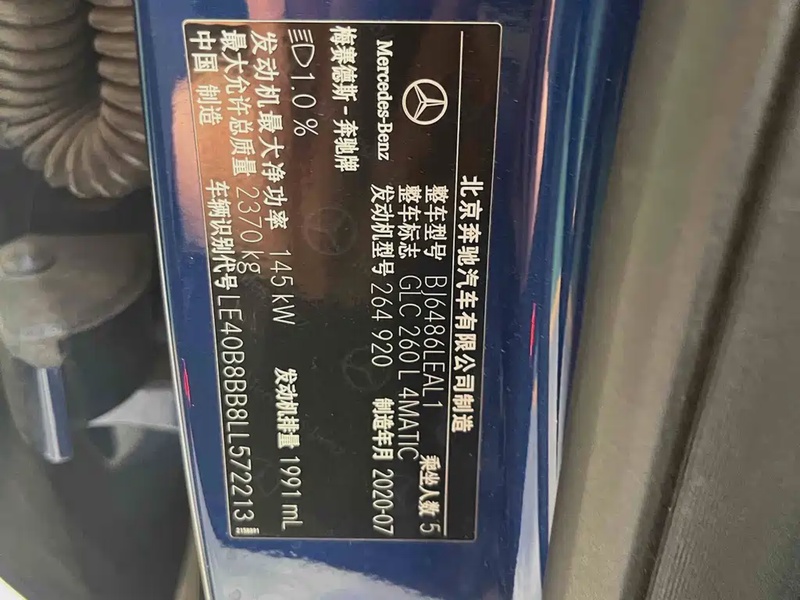 北京奔驰汽车有限公司制造
整车型号 BJ6486LEAL1 乘坐人数 5
整车标志 GLC 260 L 4MATIC
Mercedes-Benz 发动机型号 264 920 制造年月 2020-07
梅赛德斯-奔驰牌
1.0 %
发动机最大净功率 145 kW 发动机排量 1991 mL
最大允许总质量 2370 kg
中国 制造 车辆识别代号 LE40B8BB8LL572213